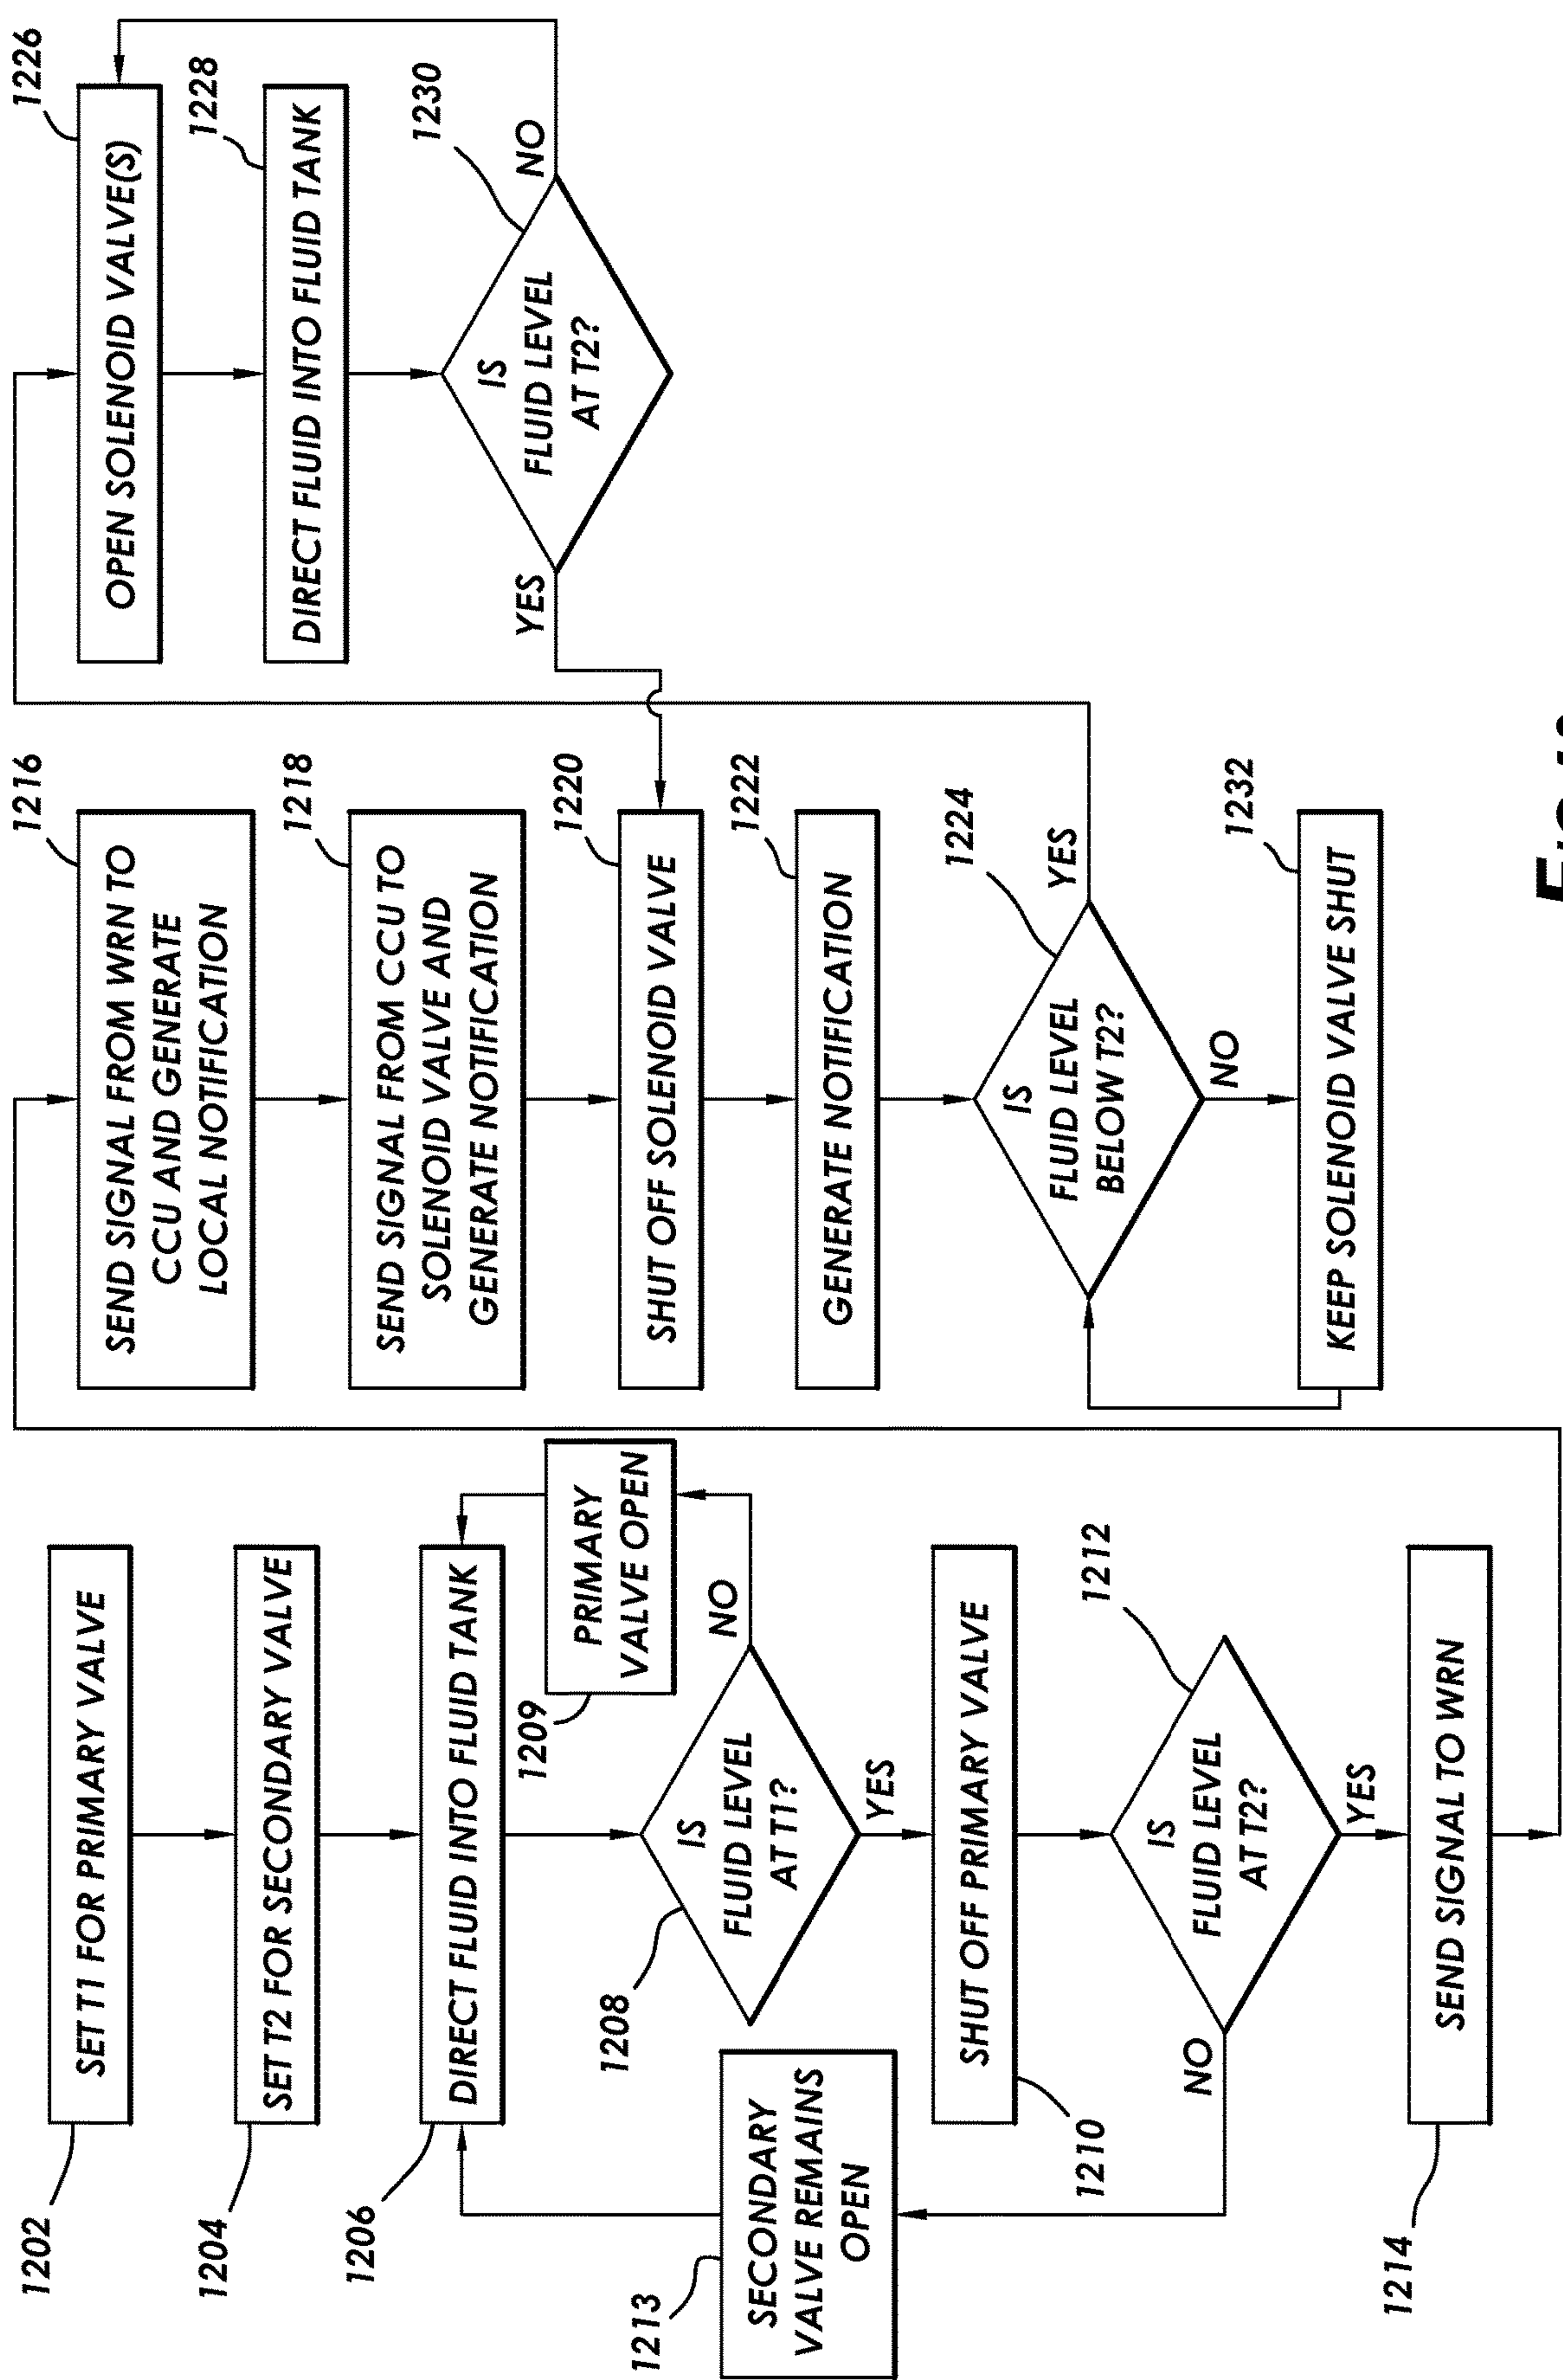 1202
SET T1 FOR PRIMARY VALVE
1204
SET T2 FOR SECONDARY VALVE
1206
DIRECT FLUID INTO FLUID TANK
PRIMARY
VALVE OPEN
1209
1208
IS
FLUID LEVEL
AT T1?
NO
YES
1213
SECONDARY
VALVE REMAINS
OPEN
SHUT OFF PRIMARY VALVE
1210
1212
IS
FLUID LEVEL
AT T2?
NO
YES
SEND SIGNAL TO WRN
1214
1216
SEND SIGNAL FROM WRN TO
CCU AND GENERATE
LOCAL NOTIFICATION
1218
SEND SIGNAL FROM CCU TO
SOLENOID VALVE AND
GENERATE NOTIFICATION
1220
SHUT OFF SOLENOID VALVE
1222
GENERATE NOTIFICATION
1224
IS
FLUID LEVEL
BELOW T2?
YES
NO
1232
KEEP SOLENOID VALVE SHUT
1226
OPEN SOLENOID VALVE(S)
1228
DIRECT FLUID INTO FLUID TANK
1230
IS
FLUID LEVEL
AT T2?
YES
NO